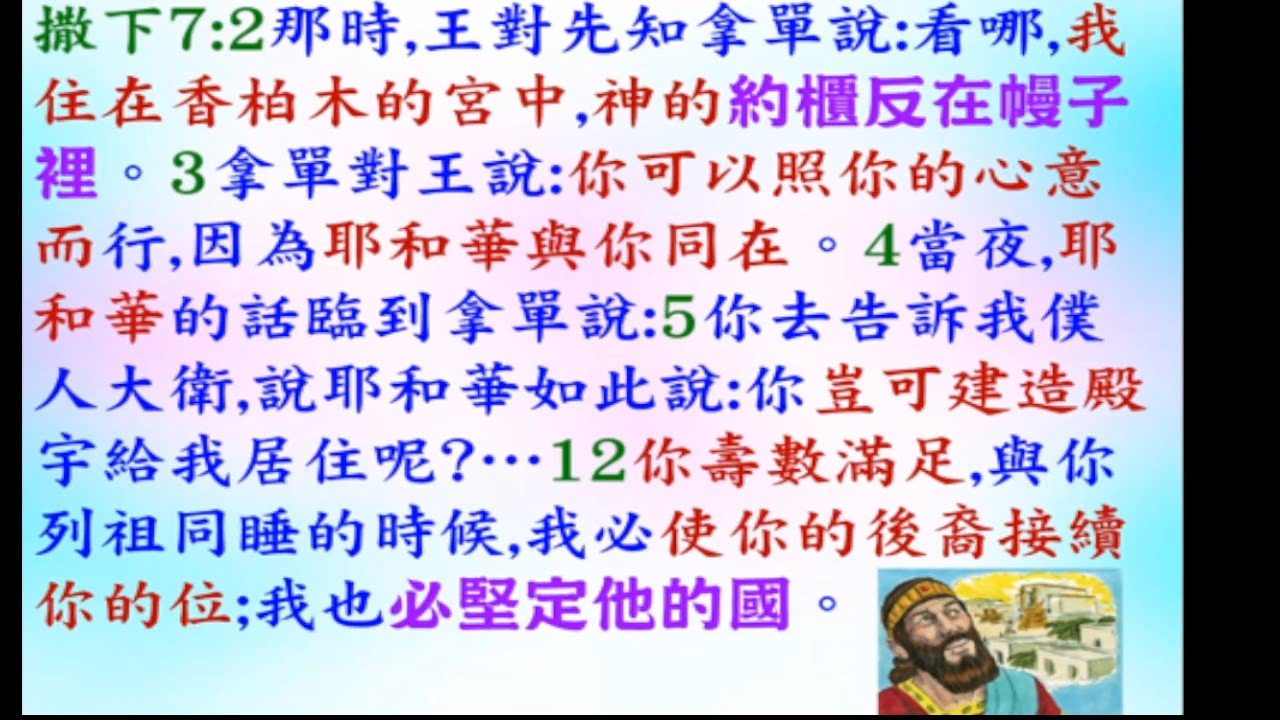 撒下7:2那時,王對先知拿單說:看哪,我
住在香柏木的宮中,神的約櫃反在幔子
裡。3拿單對王說:你可以照你的心意
而行,因為耶和華與你同在。4當夜,耶
和華的話臨到拿單說:5你去告訴我僕
人大衛,說耶和華如此說:你豈可建造殿
宇給我居住呢?…12你壽數滿足,與你
列祖同睡的時候,我必使你的後裔接續
你的位;我也必堅定他的國。